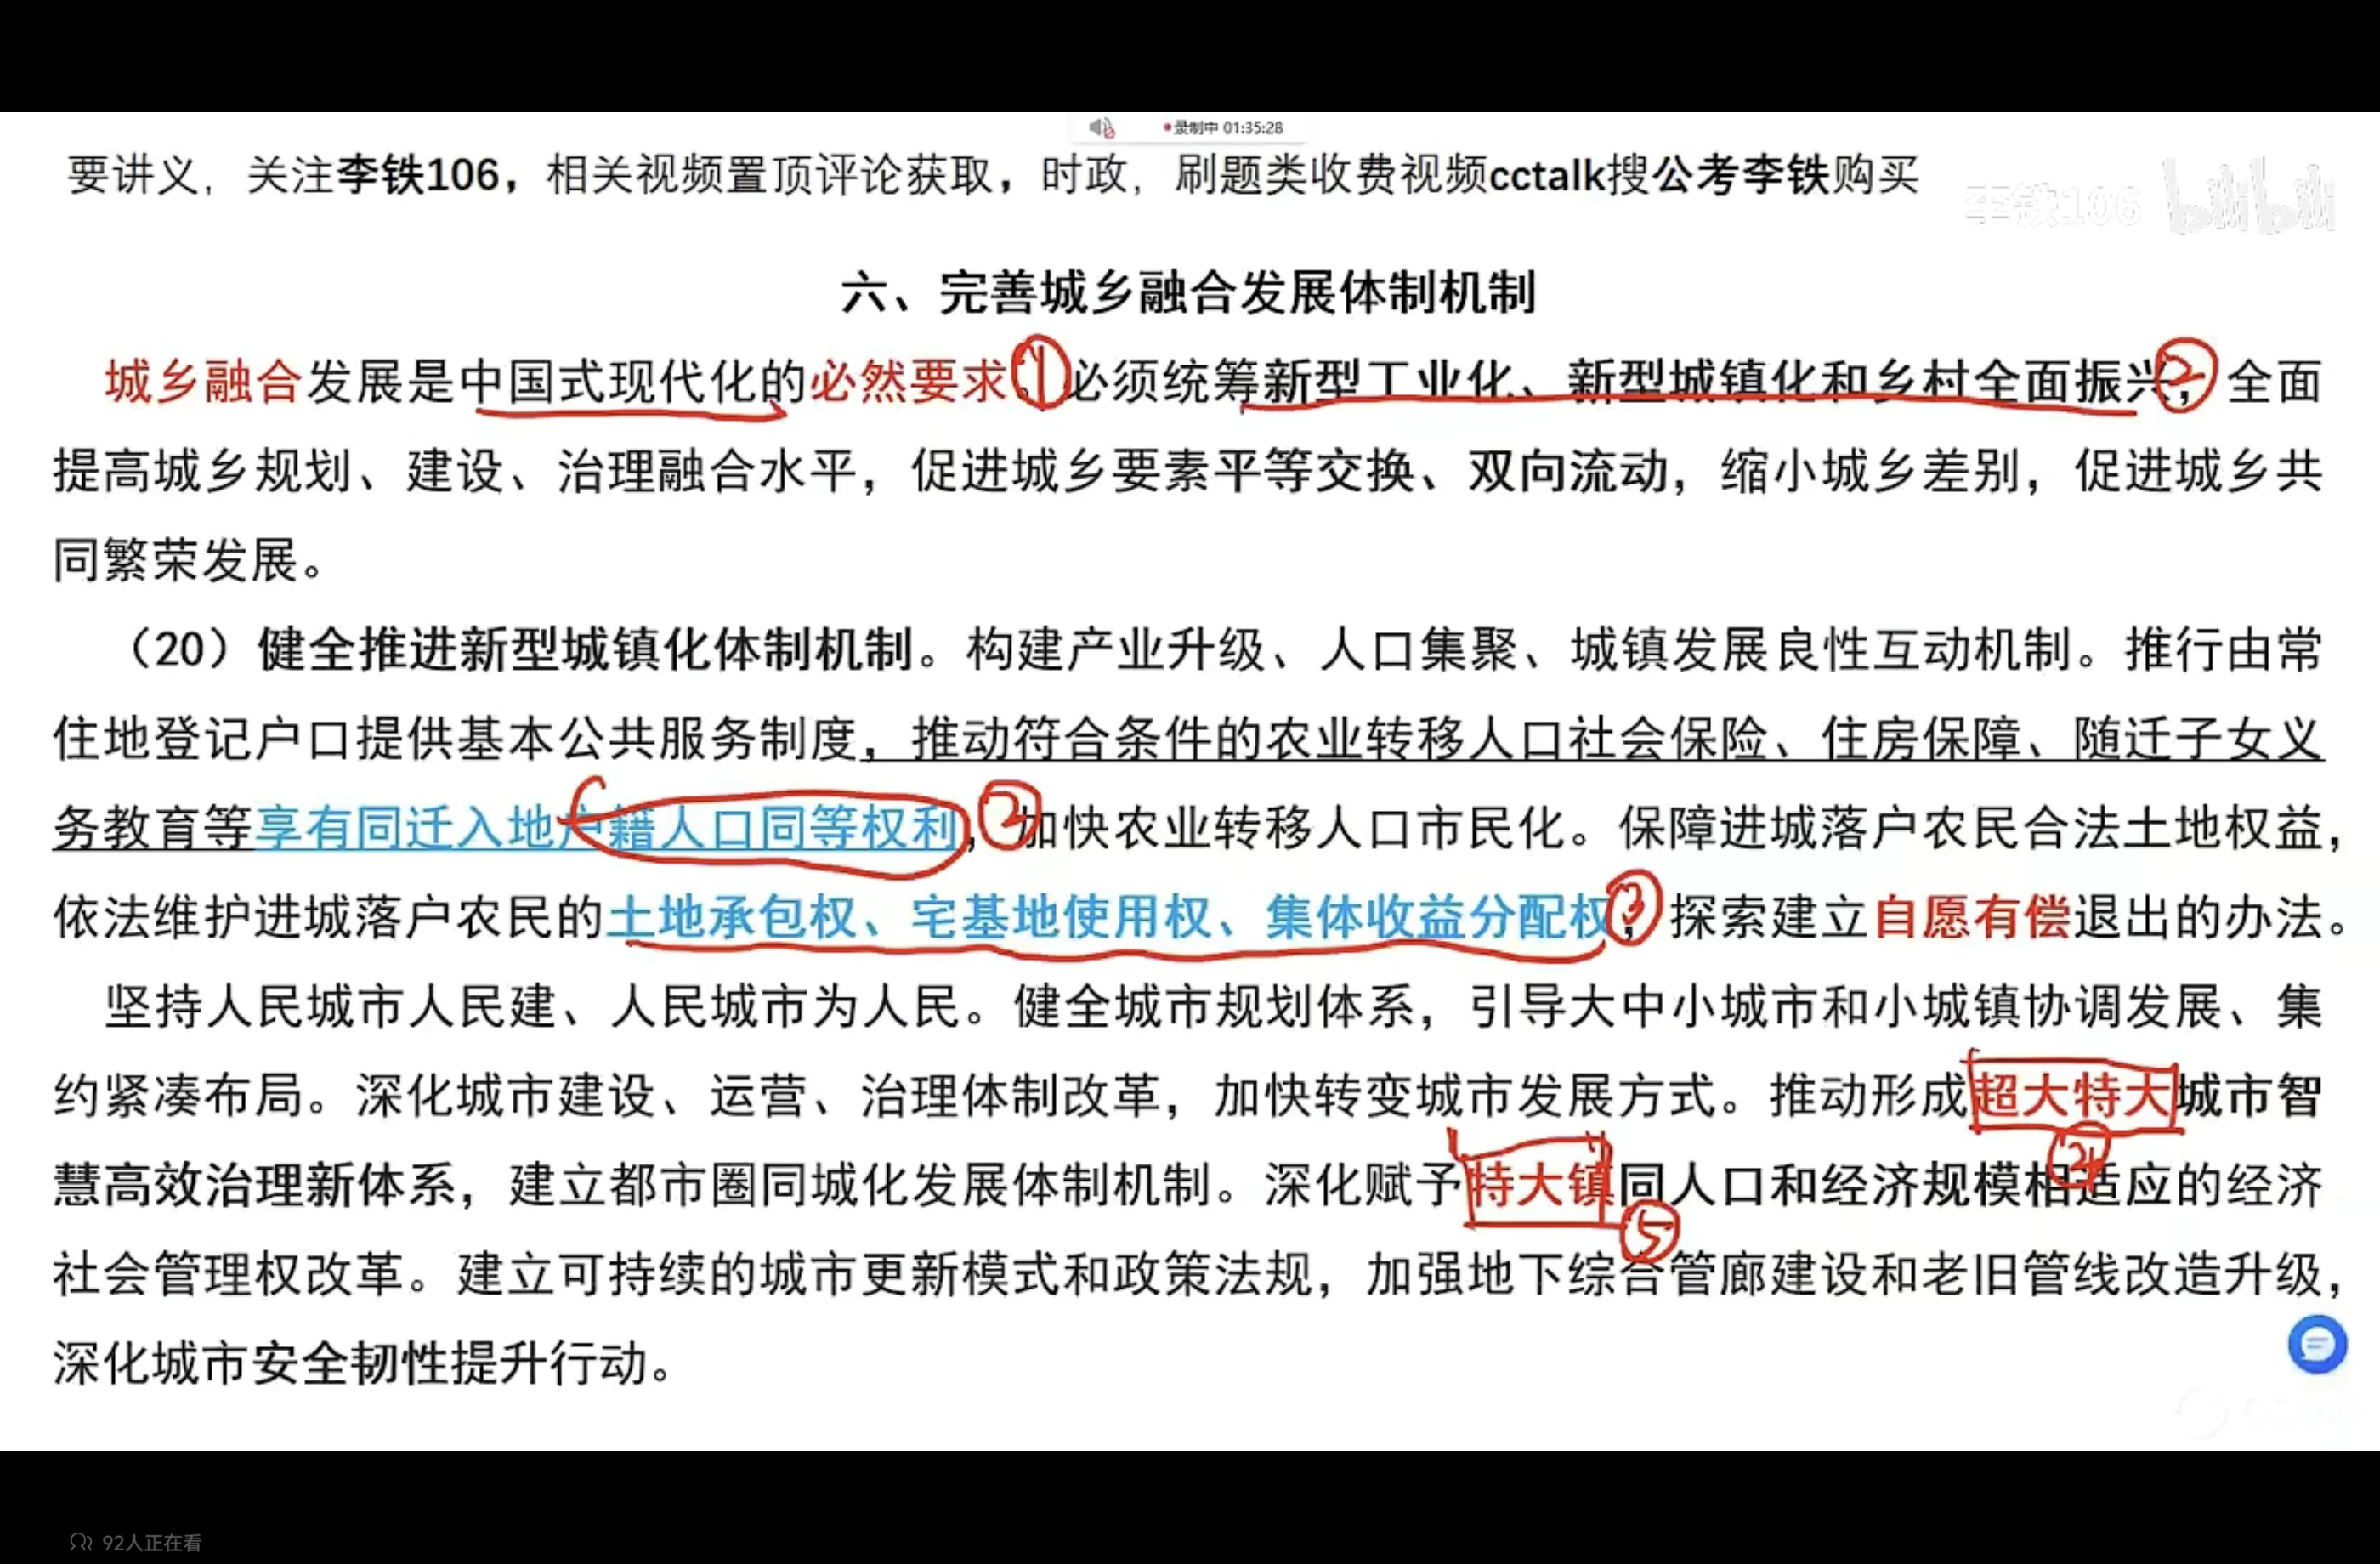 录制中 01:35:28
要讲义，关注李铁106，相关视频置顶评论获取，时政，刷题类收费视频cctalk搜公考李铁购买
李铁106 bilibili
六、完善城乡融合发展体制机制
城乡融合发展是中国式现代化的必然要求。①必须统筹新型工业化、新型城镇化和乡村全面振兴，②全面
提高城乡规划、建设、治理融合水平，促进城乡要素平等交换、双向流动，缩小城乡差别，促进城乡共
同繁荣发展。
（20）健全推进新型城镇化体制机制。构建产业升级、人口集聚、城镇发展良性互动机制。推行由常
住地登记户口提供基本公共服务制度，推动符合条件的农业转移人口社会保险、住房保障、随迁子女义
务教育等享有同迁入地户籍人口同等权利，②加快农业转移人口市民化。保障进城落户农民合法土地权益，
依法维护进城落户农民的土地承包权、宅基地使用权、集体收益分配权，③探索建立自愿有偿退出的办法。
坚持人民城市人民建、人民城市为人民。健全城市规划体系，引导大中小城市和小城镇协调发展、集
约紧凑布局。深化城市建设、运营、治理体制改革，加快转变城市发展方式。推动形成超大特大城市智
④
慧高效治理新体系，建立都市圈同城化发展体制机制。深化赋予特大镇同人口和经济规模相适应的经济
⑤
社会管理权改革。建立可持续的城市更新模式和政策法规，加强地下综合管廊建设和老旧管线改造升级，
深化城市安全韧性提升行动。
92人正在看